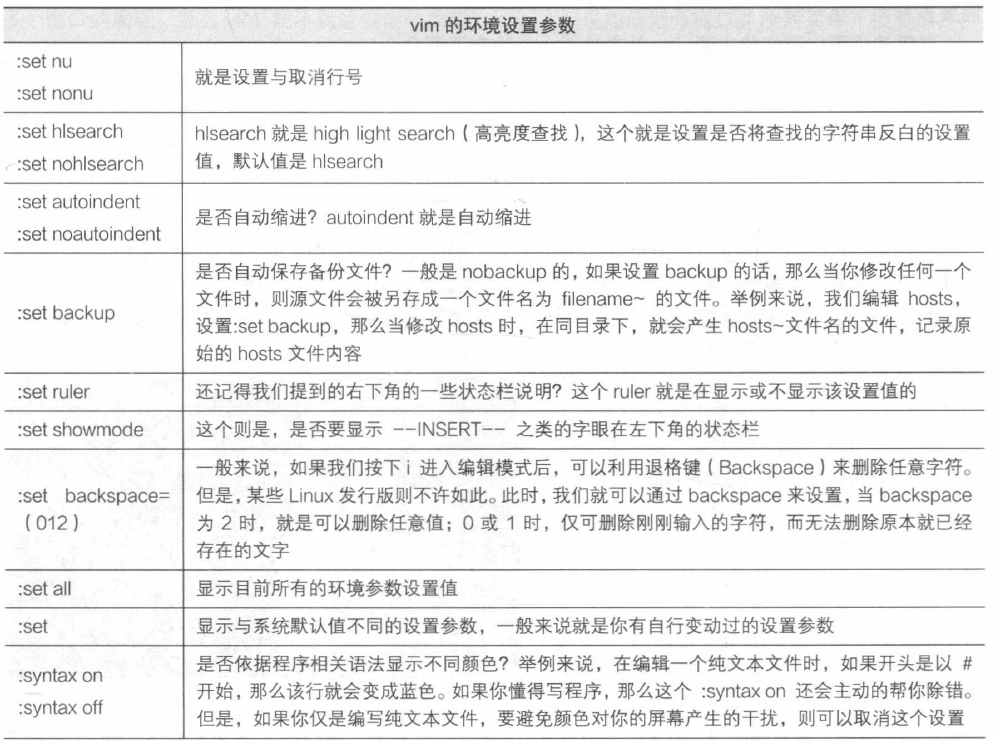 vim 的环境设置参数
:set nu
:set nonu
就是设置与取消行号
:set hlsearch
:set nohlsearch
hlsearch 就是 high light search（高亮度查找），这个就是设置是否将查找的字符串反白的设置
值，默认值是 hlsearch
:set autoindent
:set noautoindent
是否自动缩进？autoindent 就是自动缩进
:set backup
是否自动保存备份文件？一般是 nobackup 的，如果设置 backup 的话，那么当你修改任何一个
文件时，则源文件会被另存成一个文件名为 filename~ 的文件。举例来说，我们编辑 hosts，
设置:set backup，那么当修改 hosts 时，在同目录下，就会产生 hosts~文件名的文件，记录原
始的 hosts 文件内容
:set ruler
还记得我们提到的右下角的一些状态栏说明？这个 ruler 就是在显示或不显示该设置值的
:set showmode
这个则是，是否要显示 --INSERT-- 之类的字眼在左下角的状态栏
:set backspace=
（012）
一般来说，如果我们按下 i 进入编辑模式后，可以利用退格键（Backspace）来删除任意字符。
但是，某些 Linux 发行版则不许如此。此时，我们就可以通过 backspace 来设置，当 backspace
为 2 时，就是可以删除任意值；0 或 1 时，仅可删除刚刚输入的字符，而无法删除原本就已经
存在的文字
:set all
显示目前所有的环境参数设置值
:set
显示与系统默认值不同的设置参数，一般来说就是你有自行变动过的设置参数
:syntax on
:syntax off
是否依据程序相关语法显示不同颜色？举例来说，在编辑一个纯文本文件时，如果开头是以 #
开始，那么该行就会变成蓝色。如果你懂得写程序，那么这个 :syntax on 还会主动的帮你除错。
但是，如果你仅是编写纯文本文件，要避免颜色对你的屏幕产生的干扰，则可以取消这个设置